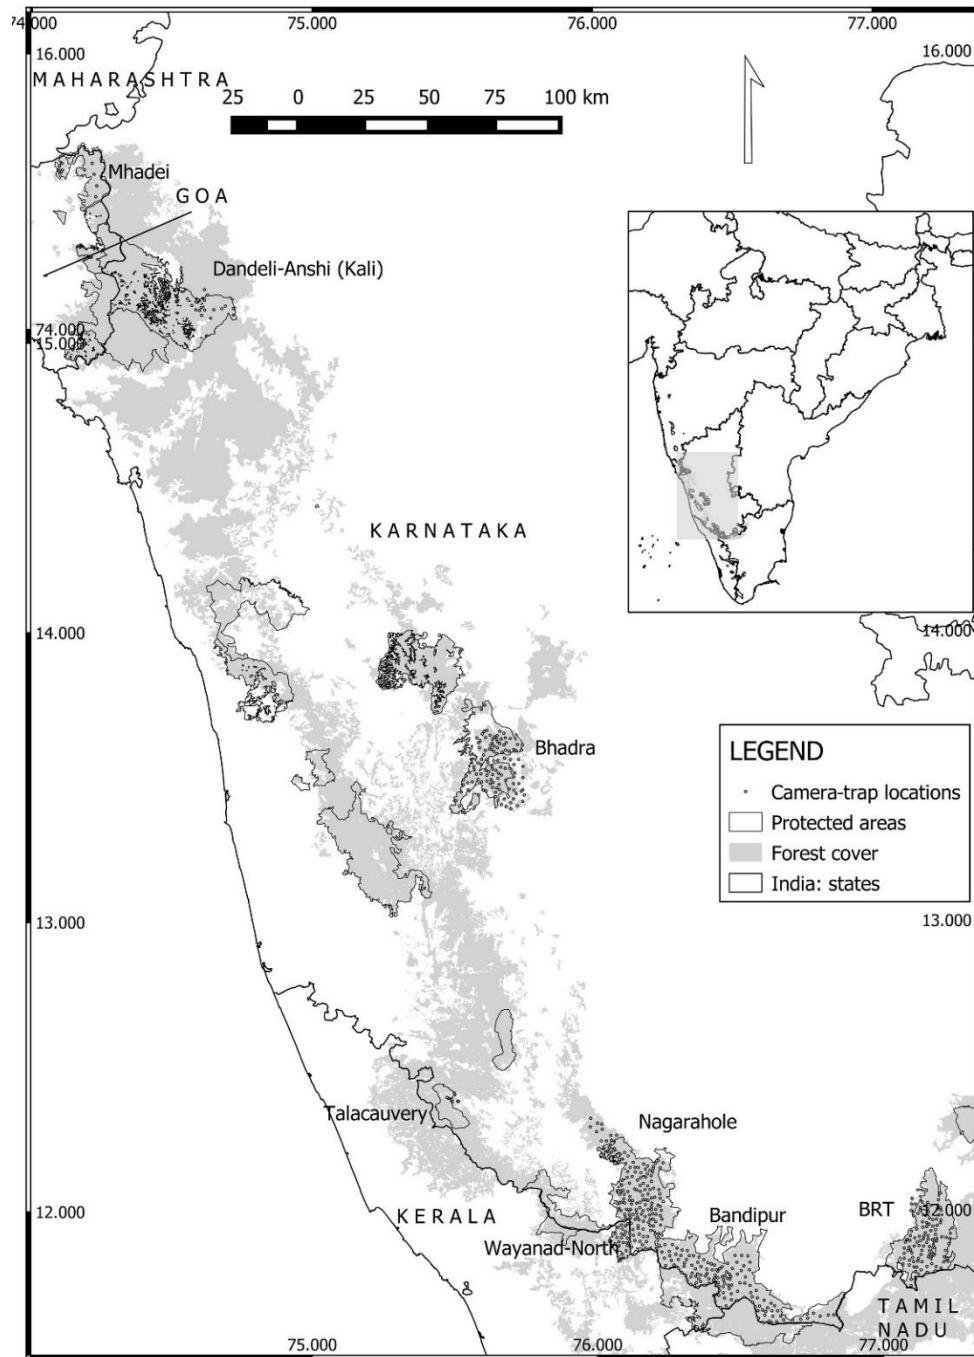 74.000 75.000 76.000 77.000
16.000 16.000
MAHARASHTRA
25 0 25 50 75 100 km
Mhadei
GOA
Dandeli-Anshi (Kali)
74.000
15.000
KARNATAKA
14.000 14.000
Bhadra
LEGEND
Camera-trap locations
Protected areas
Forest cover
India: states
13.000 13.000
Talacauvery
Nagarahole
12.000 12.000
KERALA
Bandipur
BRT
Wayanad-North
TAMIL
NADU
75.000 76.000 77.000